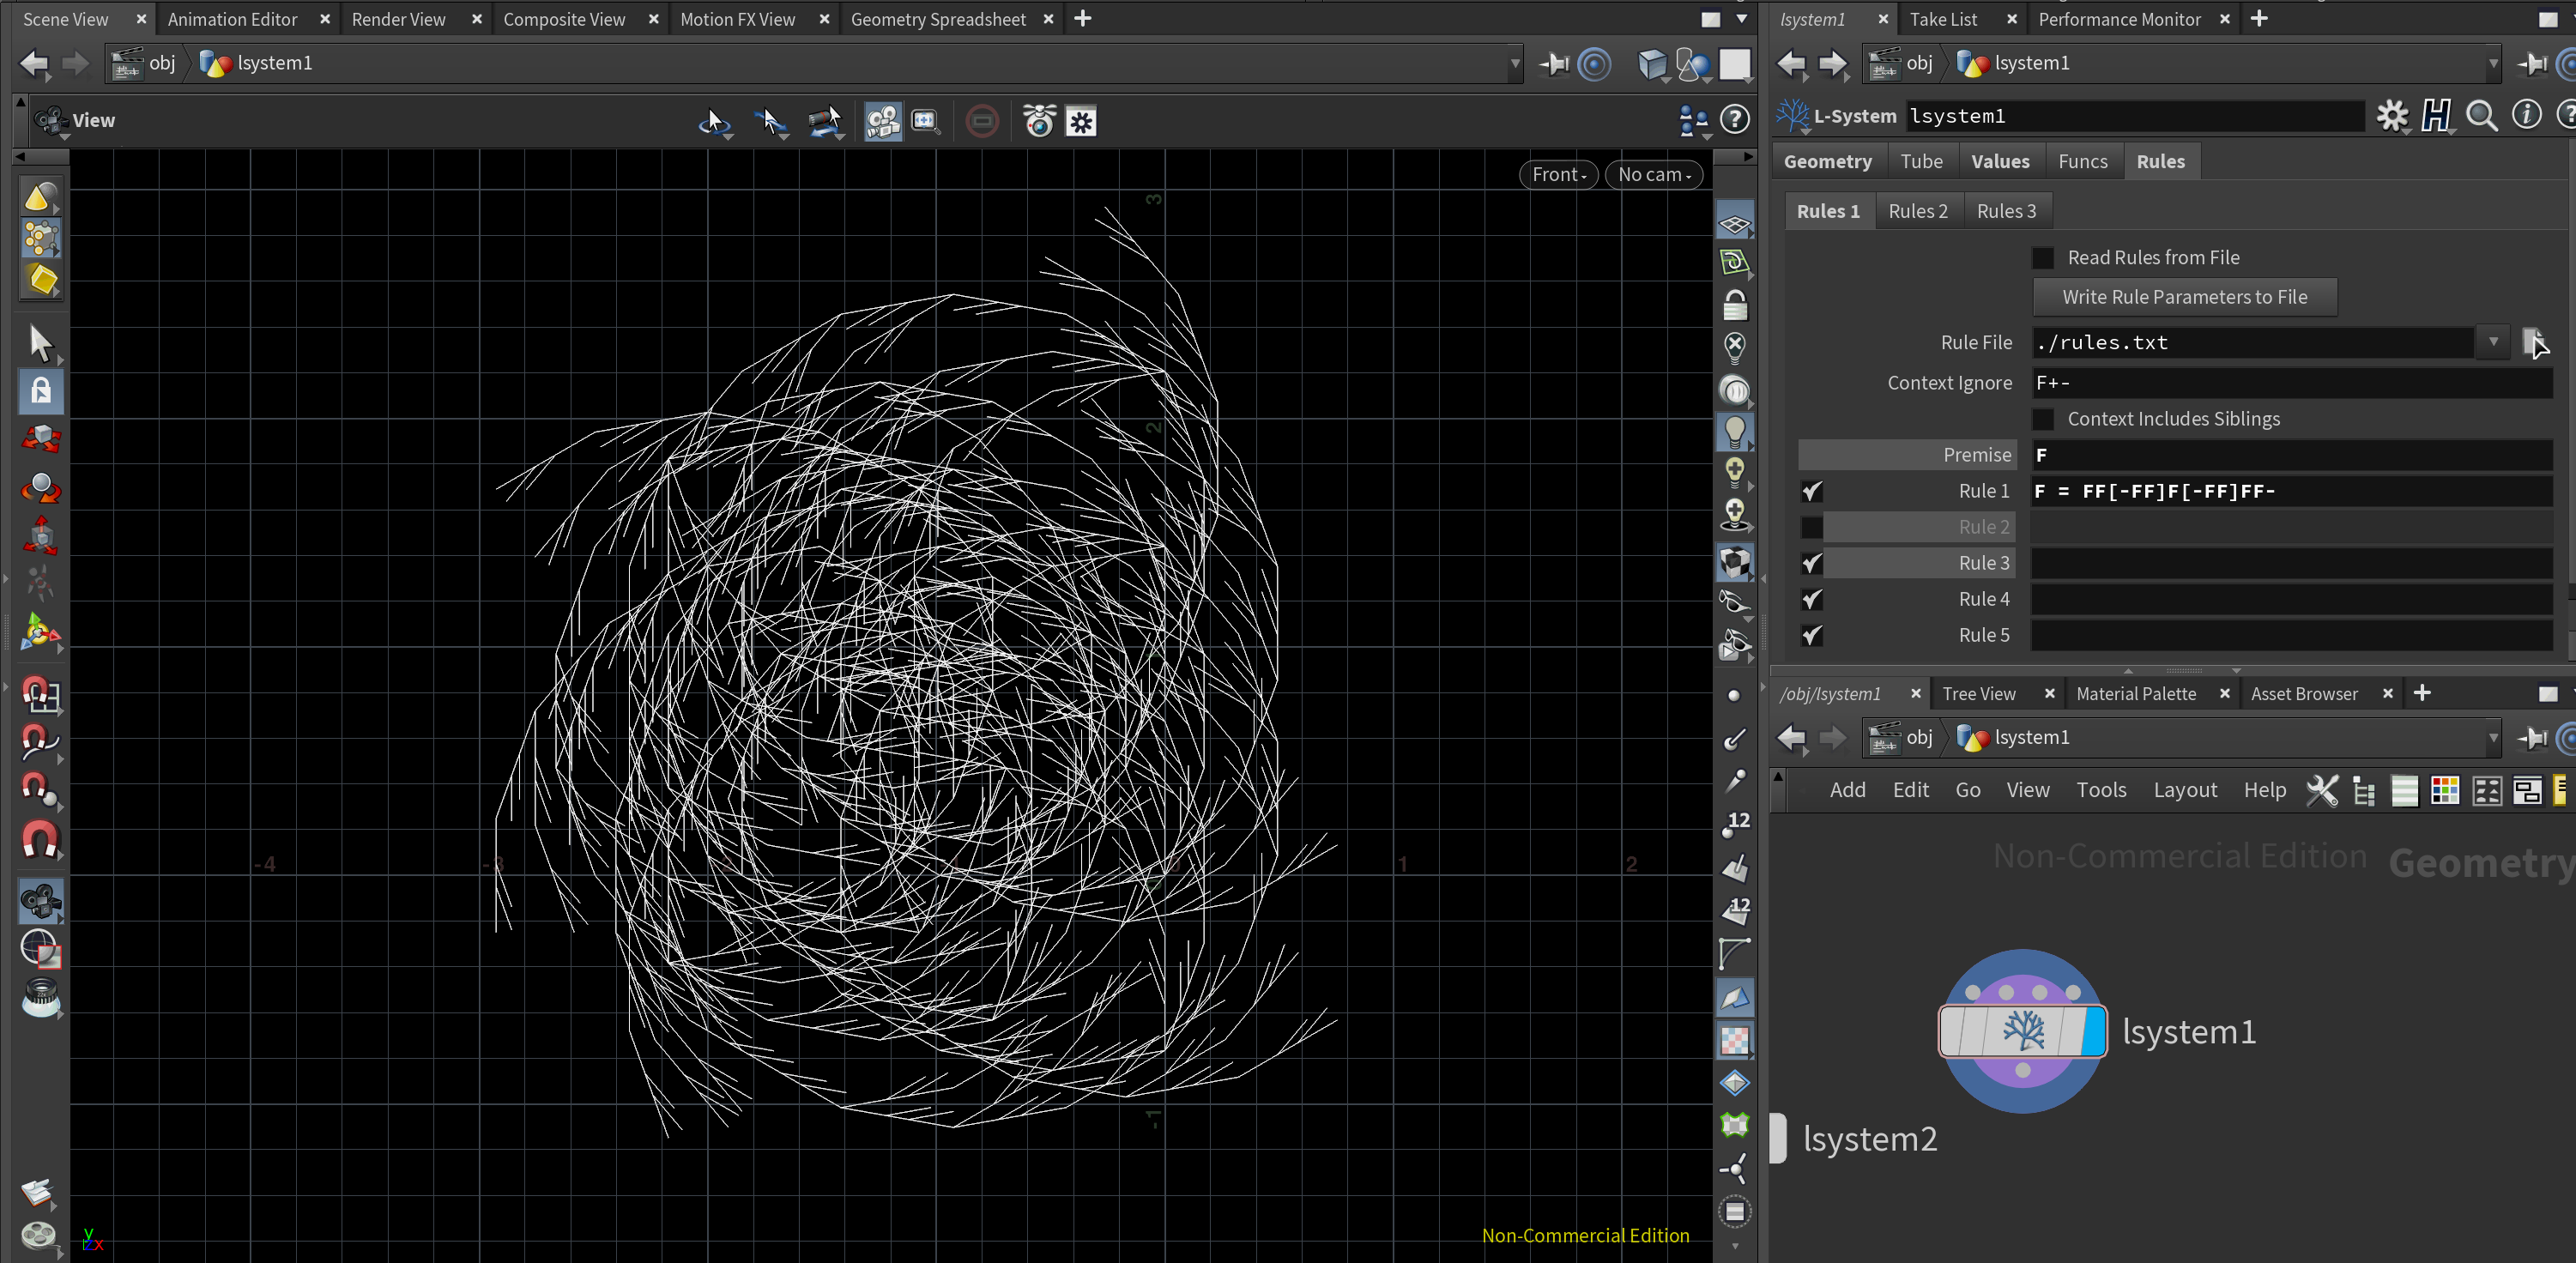 Scene View Animation Editor Render View Composite View Motion FX View Geometry Spreadsheet
obj lsystem1
View
Front No cam
3
2
-4 -3 1 2
-1
Non-Commercial Edition
12
12
lsystem1 Take List Performance Monitor
obj lsystem1
L-System lsystem1
Geometry Tube Values Funcs Rules
Rules 1 Rules 2 Rules 3
Read Rules from File
Write Rule Parameters to File
Rule File ./rules.txt
Context Ignore F+-
Context Includes Siblings
Premise F
Rule 1 F = FF[-FF]F[-FF]FF-
Rule 2
Rule 3
Rule 4
Rule 5
/obj/lsystem1 Tree View Material Palette Asset Browser
obj lsystem1
Add Edit Go View Tools Layout Help
Non-Commercial Edition Geometry
lsystem1
lsystem2